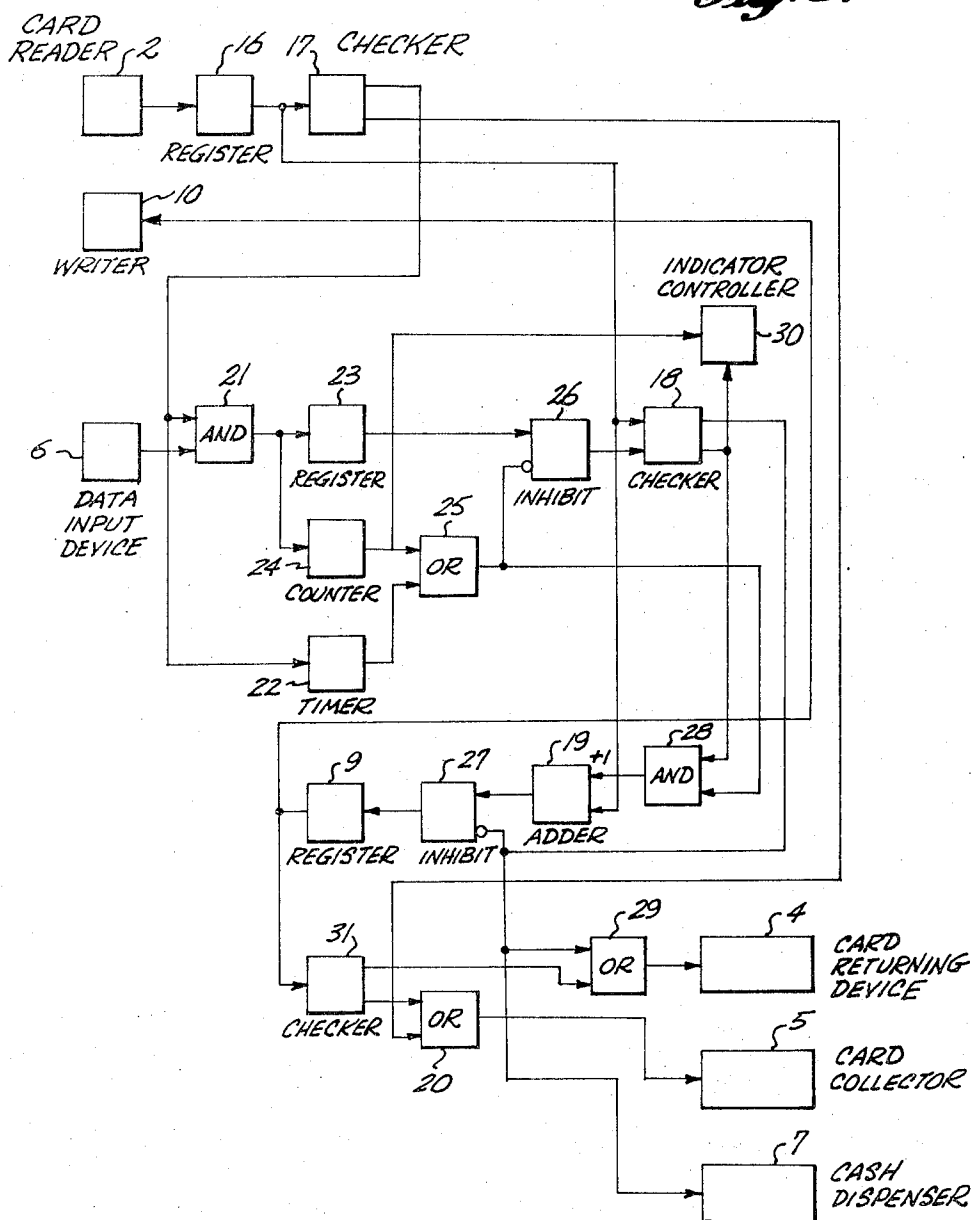 CARD
READER
2
16
17
CHECKER
REGISTER
10
WRITER
INDICATOR
CONTROLLER
30
21
AND
23
REGISTER
26
INHIBIT
18
CHECKER
6
DATA
INPUT
DEVICE
24
COUNTER
25
OR
22
TIMER
9
REGISTER
27
INHIBIT
19
+1
ADDER
28
AND
31
CHECKER
OR
20
29
OR
4
CARD
RETURNING
DEVICE
5
CARD
COLLECTOR
7
CASH
DISPENSER